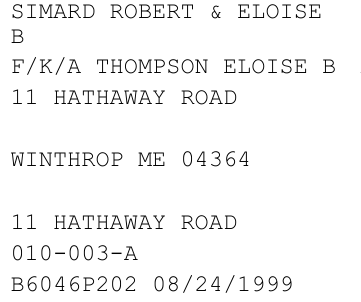 SIMARD ROBERT & ELOISE
B
F/K/A THOMPSON ELOISE B
11 HATHAWAY ROAD
WINTHROP ME 04364
11 HATHAWAY ROAD
010-003-A
B6046P202 08/24/1999